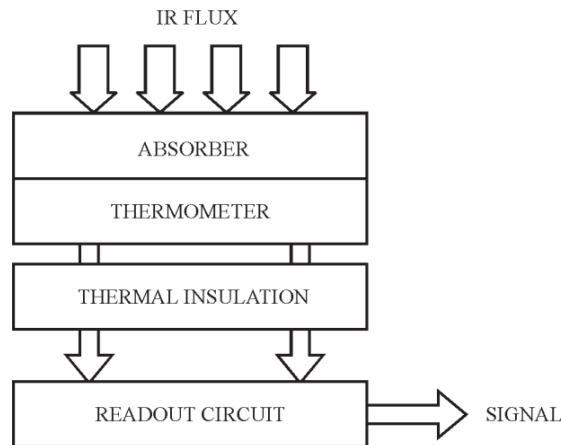 IR FLUX
ABSORBER
THERMOMETER
THERMAL INSULATION
READOUT CIRCUIT
SIGNAL